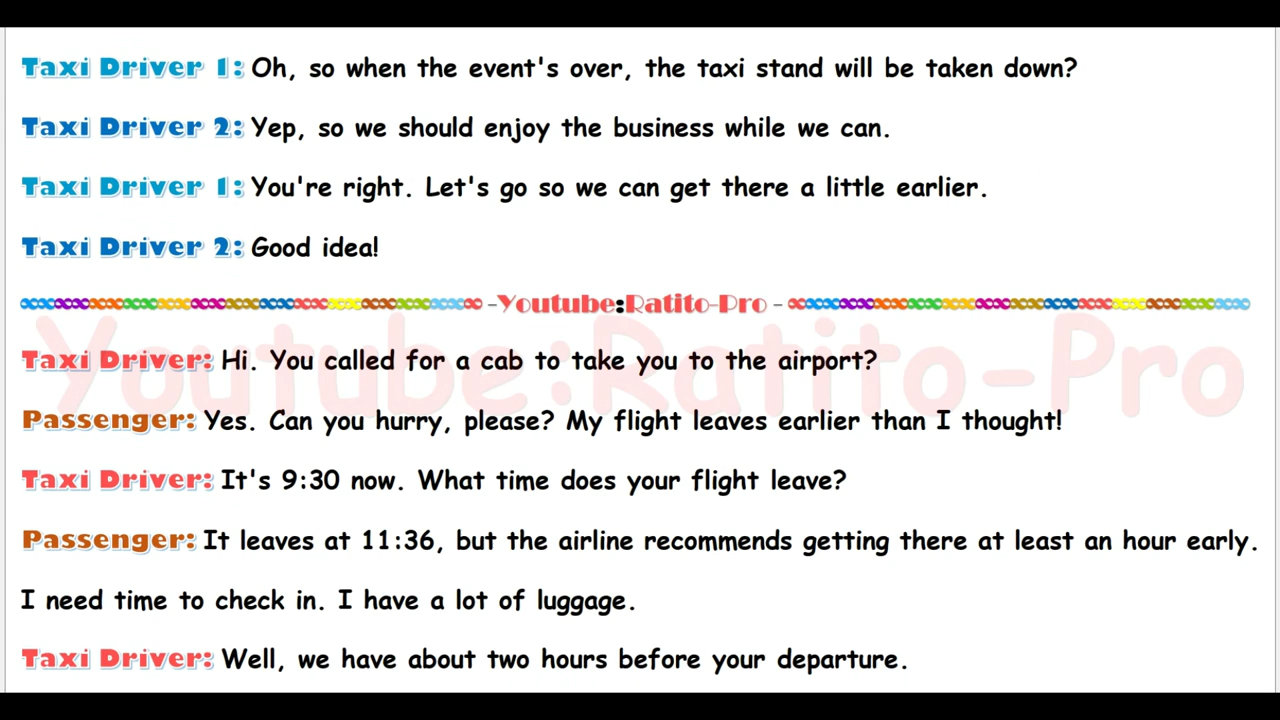 Taxi Driver 1: Oh, so when the event's over, the taxi stand will be taken down?
Taxi Driver 2: Yep, so we should enjoy the business while we can.
Taxi Driver 1: You're right. Let's go so we can get there a little earlier.
Taxi Driver 2: Good idea!
-Youtube:Ratito-Pro -
Youtube:Ratito-Pro
Taxi Driver: Hi. You called for a cab to take you to the airport?
Passenger: Yes. Can you hurry, please? My flight leaves earlier than I thought!
Taxi Driver: It's 9:30 now. What time does your flight leave?
Passenger: It leaves at 11:36, but the airline recommends getting there at least an hour early.
I need time to check in. I have a lot of luggage.
Taxi Driver: Well, we have about two hours before your departure.